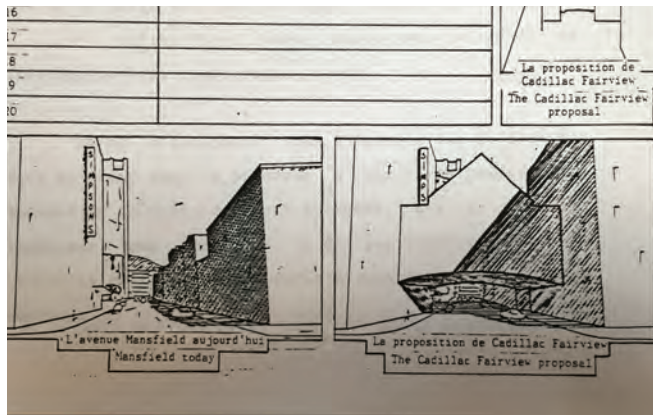 16
17
18
19
20
La proposition de
Cadillac Fairview
The Cadillac Fairview
proposal
SIMPSONS
L'avenue Mansfield aujourd'hui
Mansfield today
SIMPS
La proposition de Cadillac Fairview
The Cadillac Fairview proposal